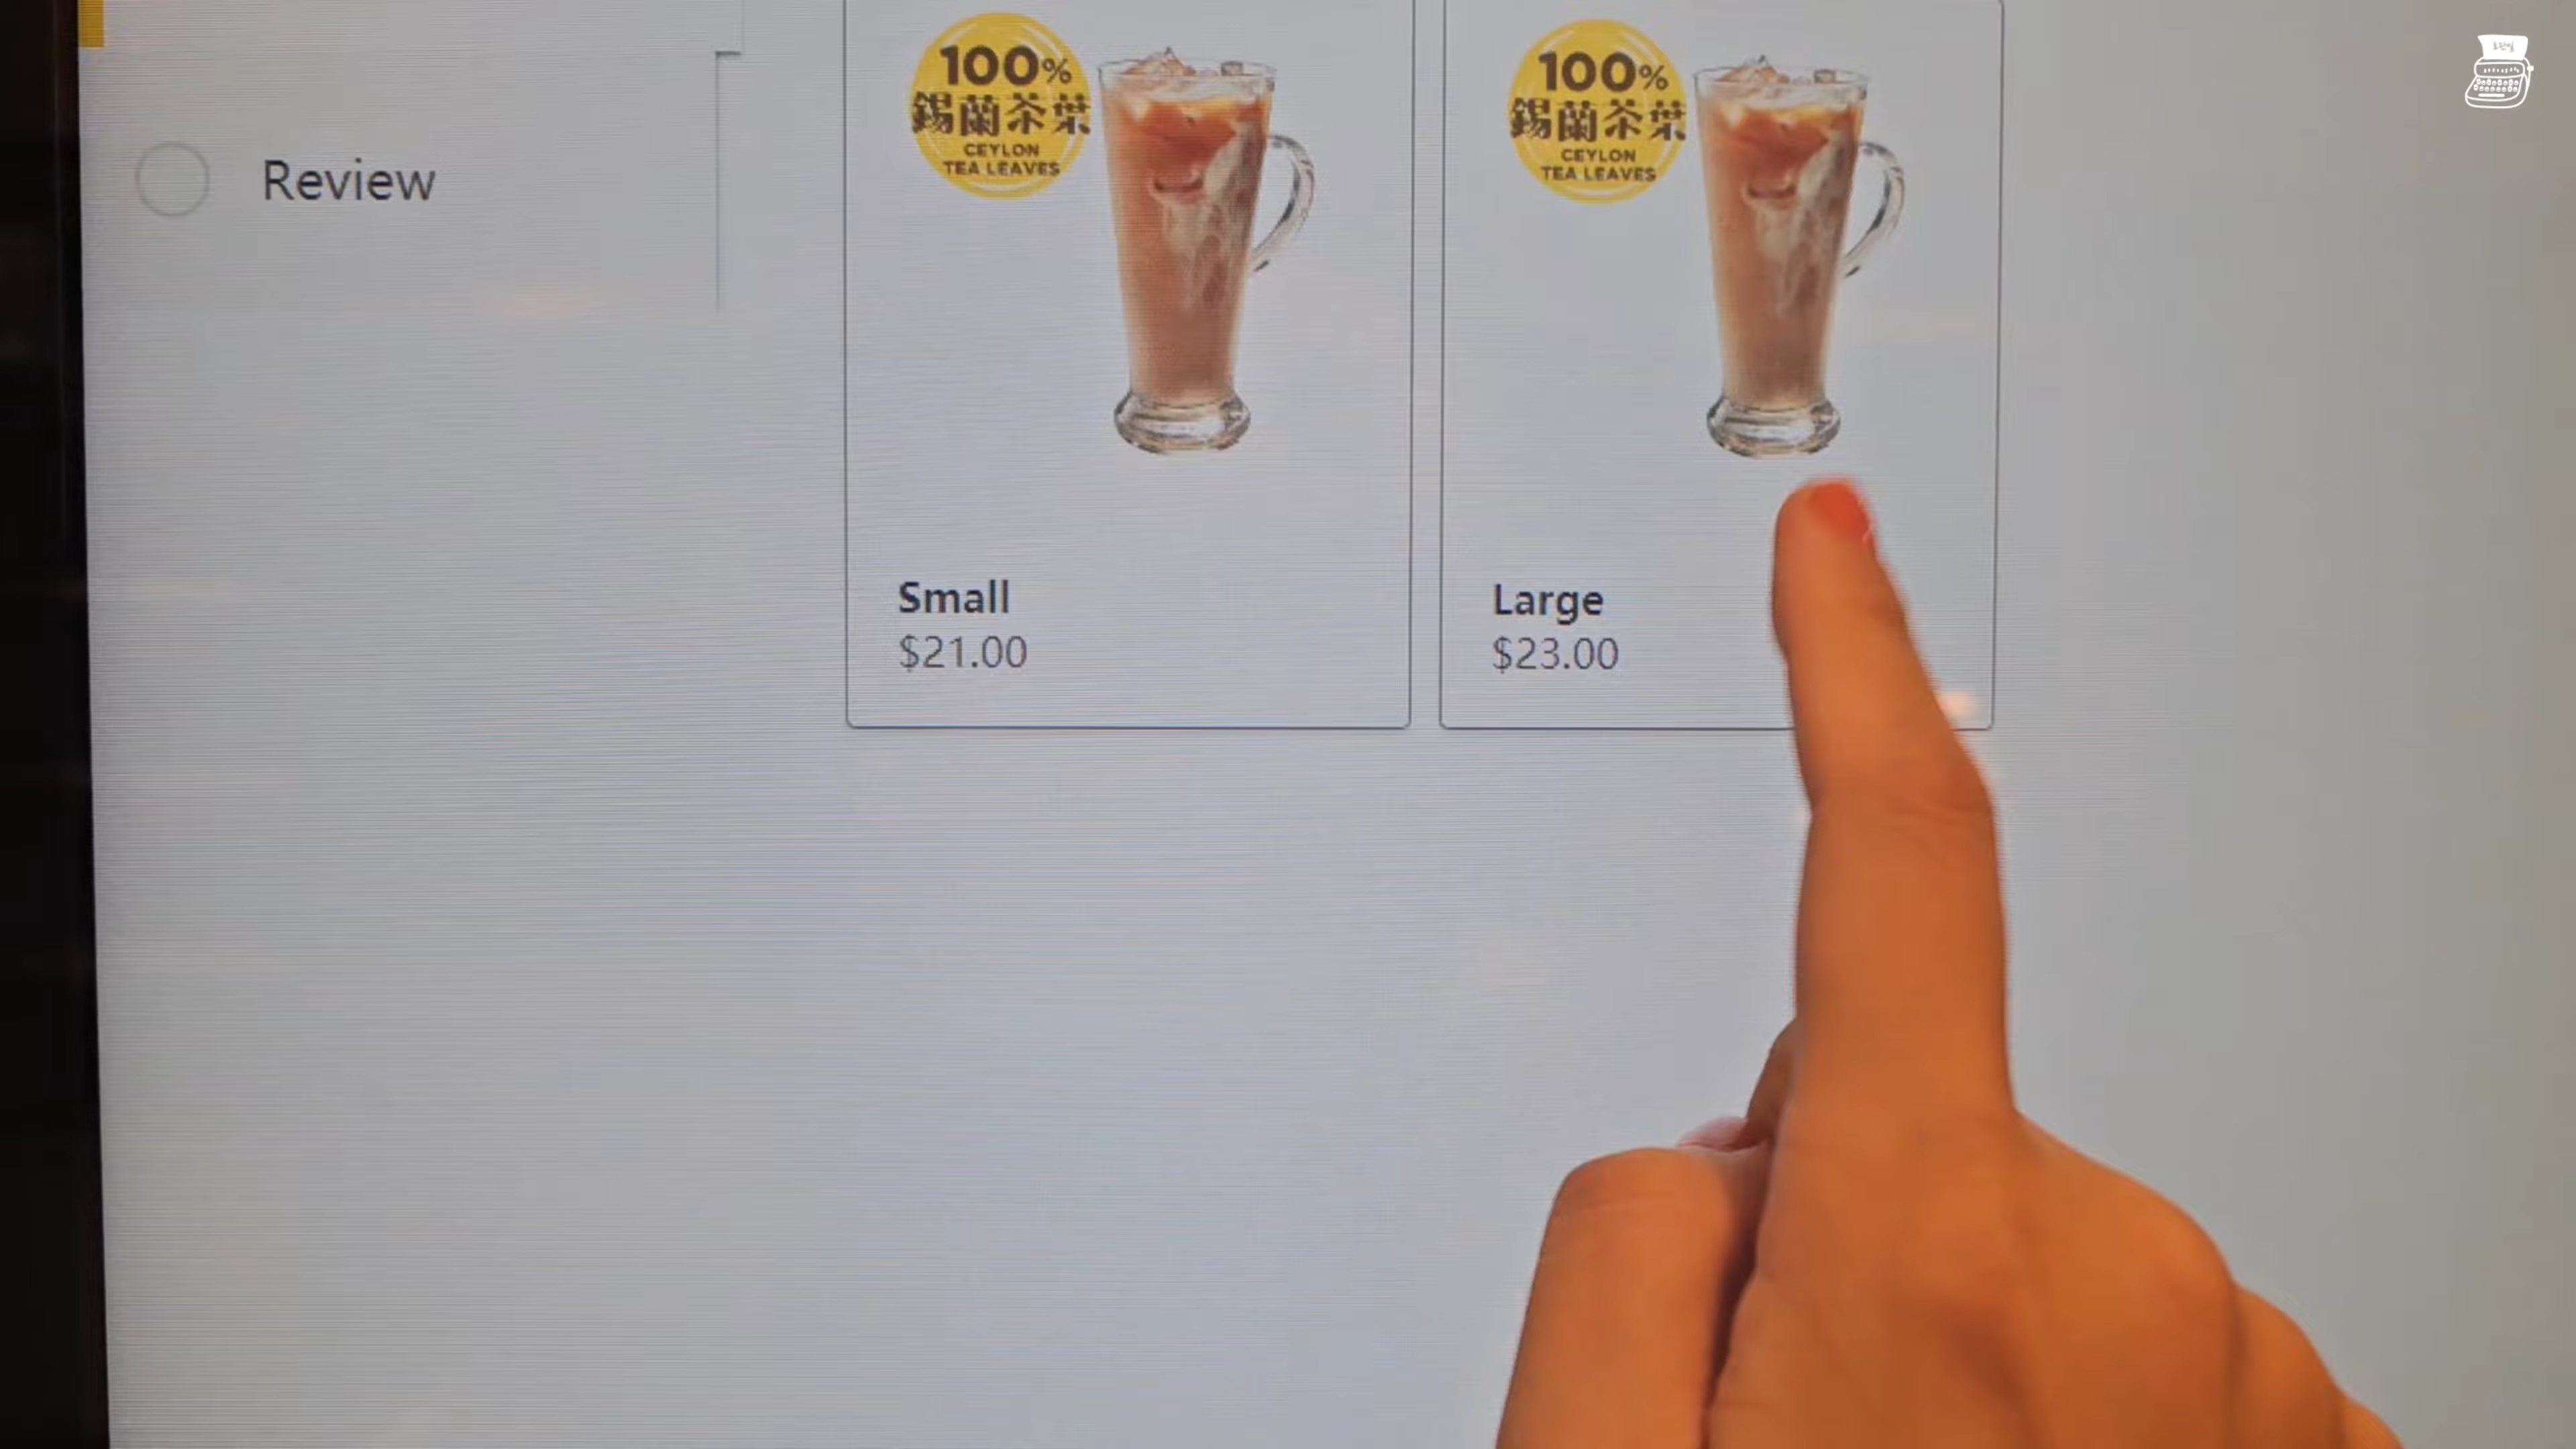 Review
100%
錫蘭茶葉
CEYLON
TEA LEAVES
Small
$21.00
100%
錫蘭茶葉
CEYLON
TEA LEAVES
Large
$23.00